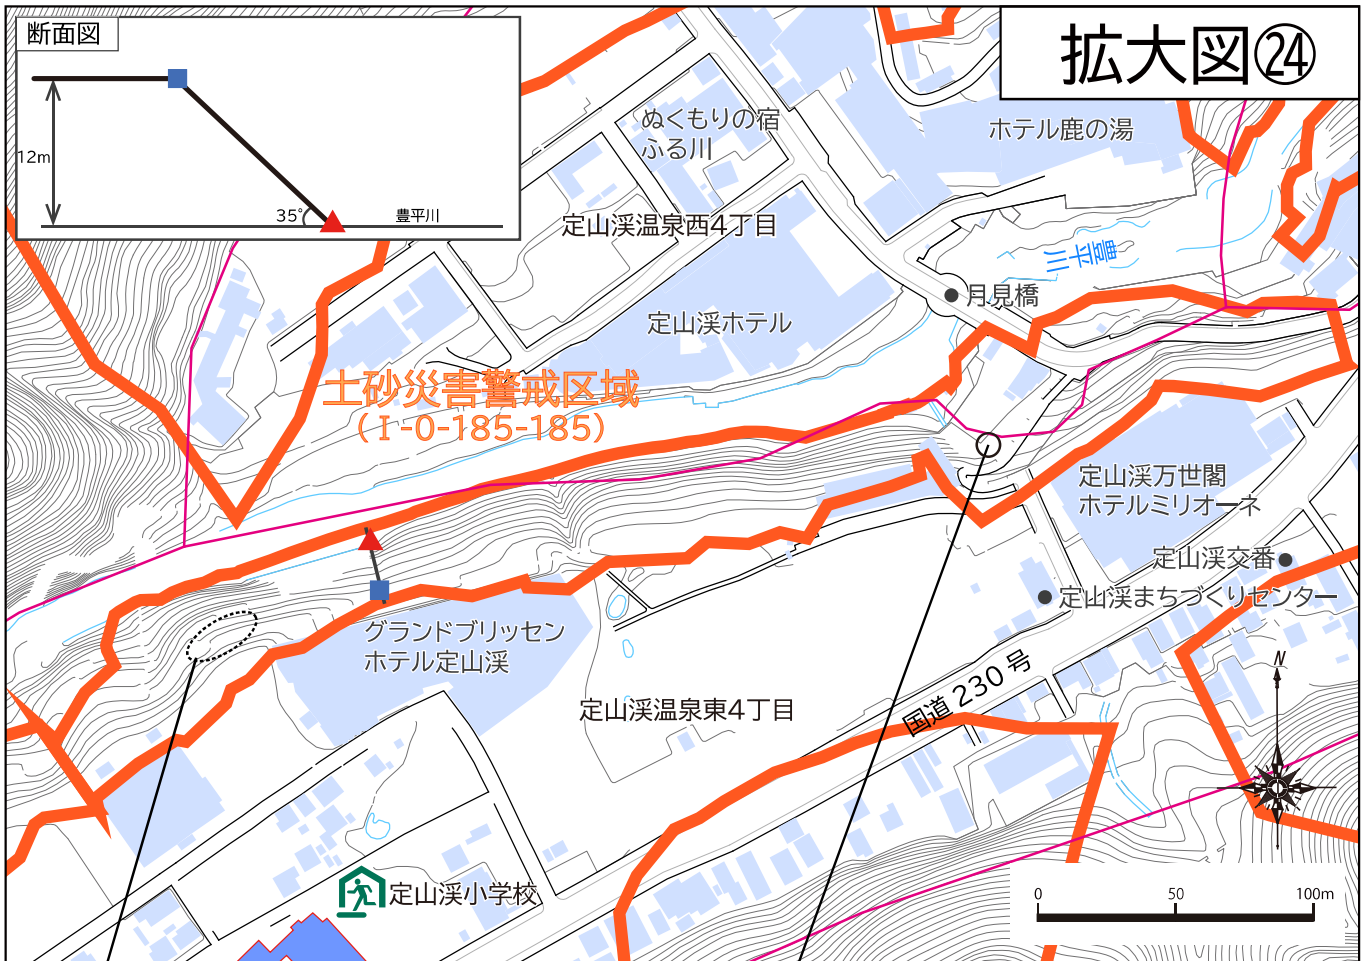 断面図
12m
35°
豊平川
拡大図㉔
ぬくもりの宿
ふる川
ホテル鹿の湯
定山渓温泉西4丁目
豊平川
月見橋
定山渓ホテル
土砂災害警戒区域
（Ⅰ-0-185-185）
定山渓万世閣
ホテルミリオーネ
定山渓交番
定山渓まちづくりセンター
グランドブリッセン
ホテル定山渓
定山渓温泉東4丁目
国道230号
N
定山渓小学校
0 50 100m